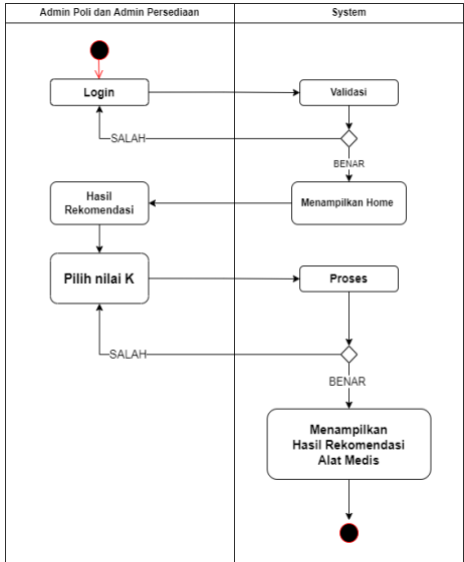 Admin Poli dan Admin Persediaan
System
Login
Validasi
SALAH
BENAR
Hasil
Rekomendasi
Menampilkan Home
Pilih nilai K
Proses
SALAH
BENAR
Menampilkan
Hasil Rekomendasi
Alat Medis